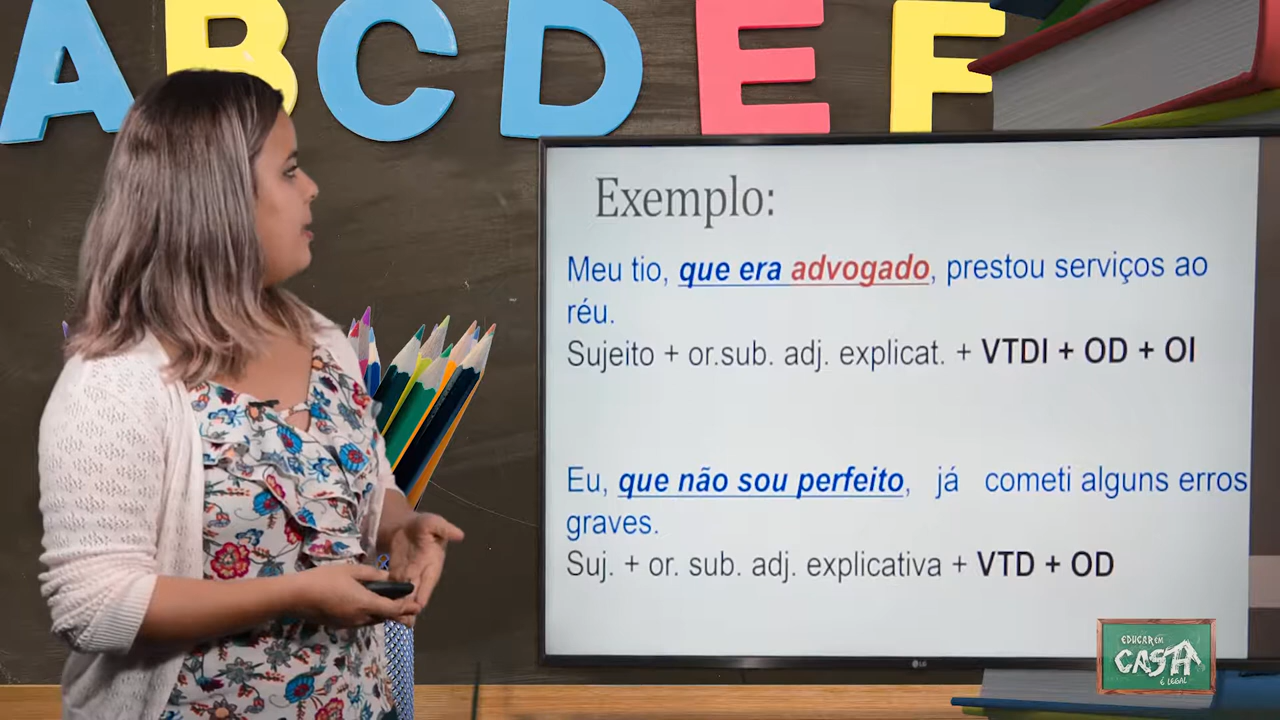 A B C D E F
Exemplo:
Meu tio, que era advogado, prestou serviços ao
réu.
Sujeito + or.sub. adj. explicat. + VTDI + OD + OI
Eu, que não sou perfeito, já cometi alguns erros
graves.
Suj. + or. sub. adj. explicativa + VTD + OD
LG
EDUCAR EM
CASA
É LEGAL